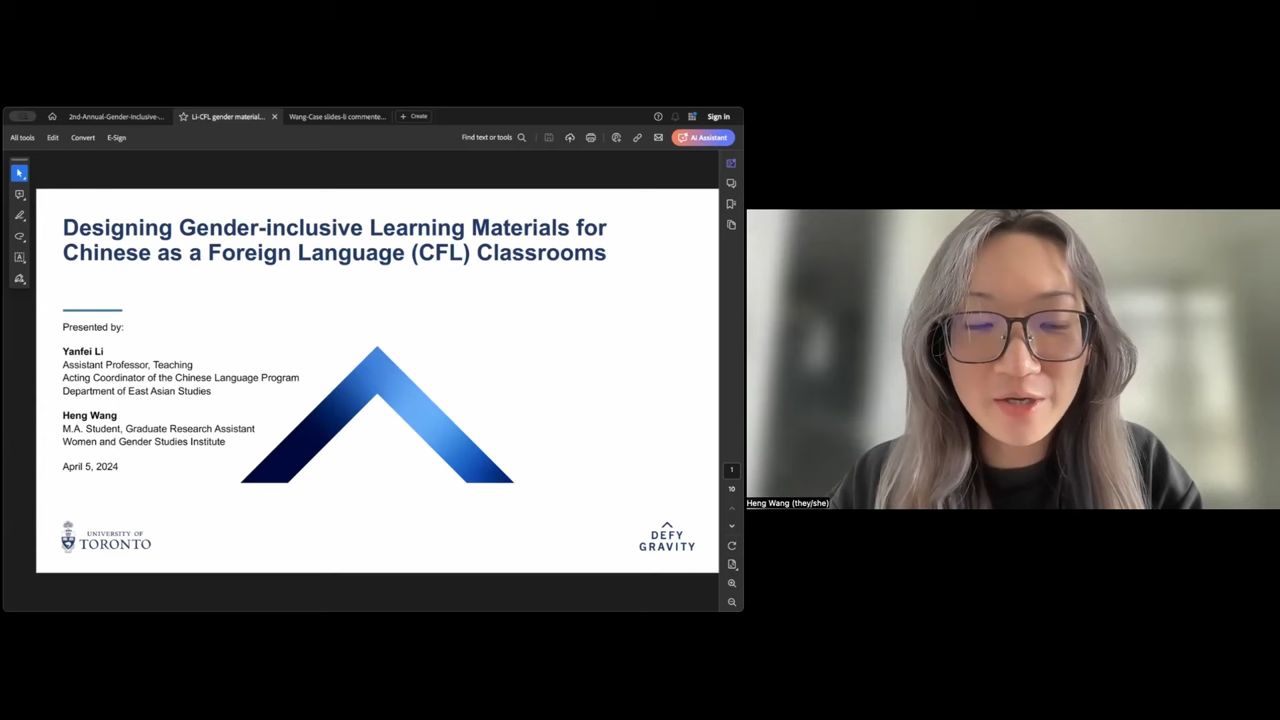 2nd-Annual-Gender-Inclusive-...
LI-CFL gender material...
Wang-Case slides-li commente...
Create
Sign in
All tools
Edit
Convert
E-Sign
Find text or tools
AI Assistant
Designing Gender-inclusive Learning Materials for
Chinese as a Foreign Language (CFL) Classrooms
Presented by:
Yanfei Li
Assistant Professor, Teaching
Acting Coordinator of the Chinese Language Program
Department of East Asian Studies
Heng Wang
M.A. Student, Graduate Research Assistant
Women and Gender Studies Institute
April 5, 2024
UNIVERSITY OF
TORONTO
DEFY
GRAVITY
1
10
Heng Wang (they/she)